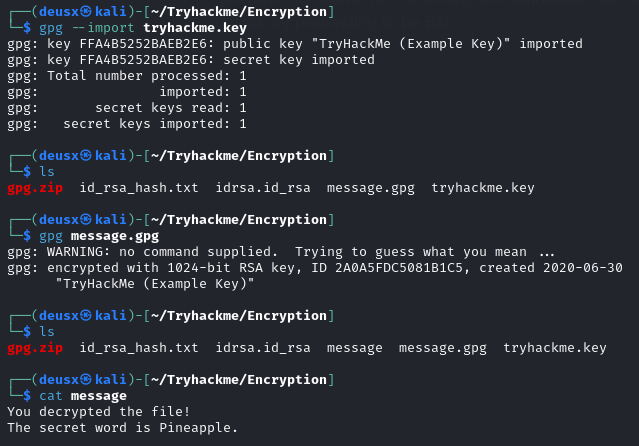 ┌──(deusx㉿kali)-[~/Tryhackme/Encryption]
└─$ gpg --import tryhackme.key
gpg: key FFA4B5252BAEB2E6: public key "TryHackMe (Example Key)" imported
gpg: key FFA4B5252BAEB2E6: secret key imported
gpg: Total number processed: 1
gpg:               imported: 1
gpg:       secret keys read: 1
gpg:   secret keys imported: 1
┌──(deusx㉿kali)-[~/Tryhackme/Encryption]
└─$ ls
gpg.zip  id_rsa_hash.txt  idrsa.id_rsa  message.gpg  tryhackme.key
┌──(deusx㉿kali)-[~/Tryhackme/Encryption]
└─$ gpg message.gpg
gpg: WARNING: no command supplied.  Trying to guess what you mean ...
gpg: encrypted with 1024-bit RSA key, ID 2A0A5FDC5081B1C5, created 2020-06-30
      "TryHackMe (Example Key)"
┌──(deusx㉿kali)-[~/Tryhackme/Encryption]
└─$ ls
gpg.zip  id_rsa_hash.txt  idrsa.id_rsa  message  message.gpg  tryhackme.key
┌──(deusx㉿kali)-[~/Tryhackme/Encryption]
└─$ cat message
You decrypted the file!
The secret word is Pineapple.